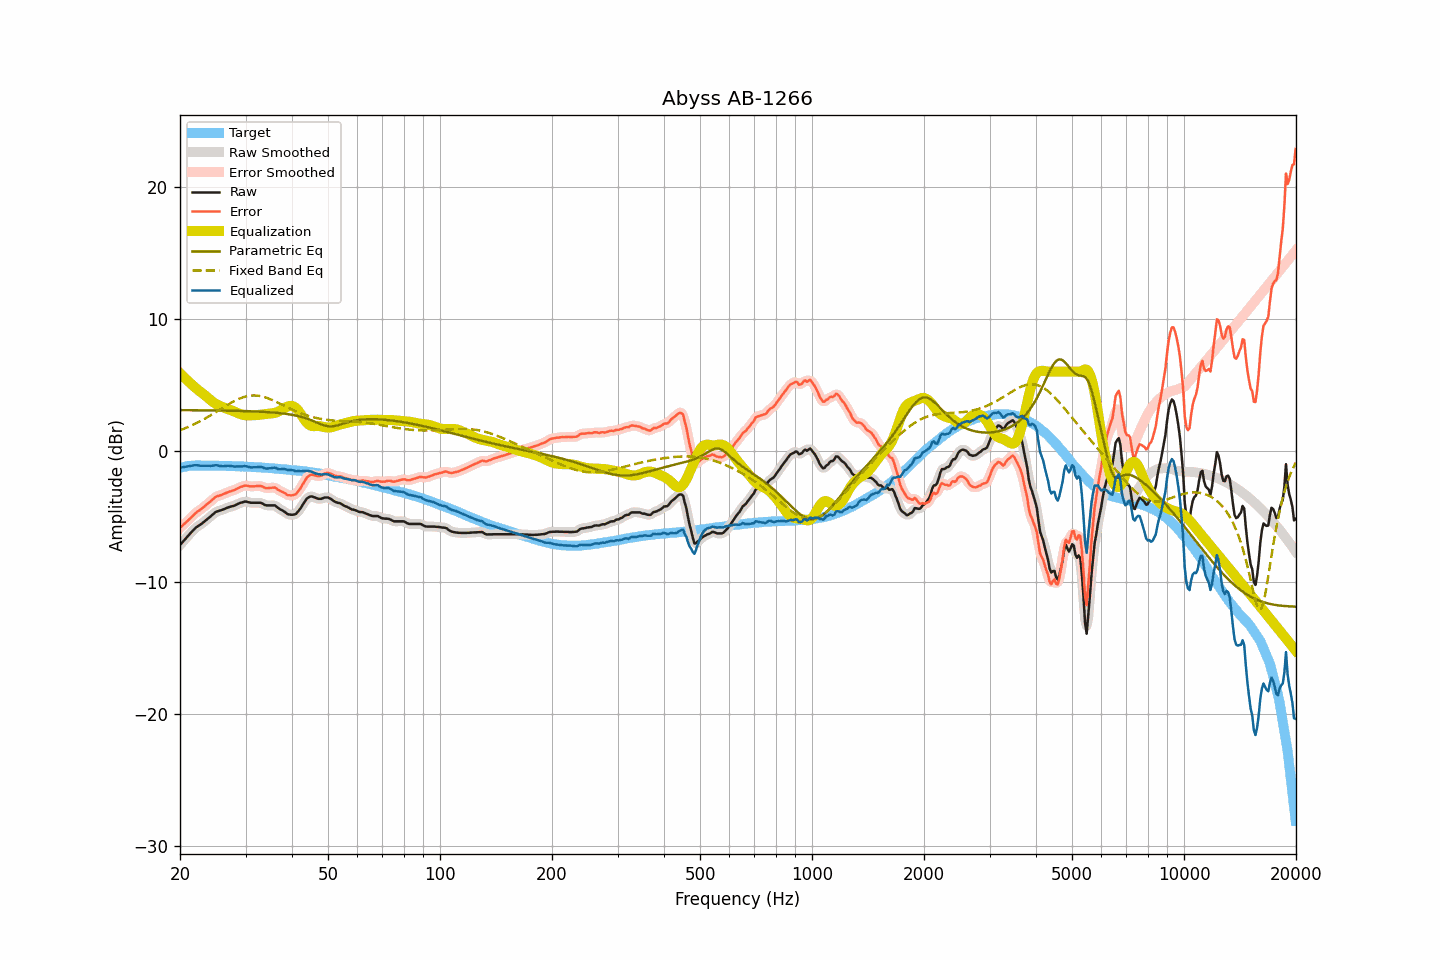 Abyss AB-1266
Target
Raw Smoothed
Error Smoothed
Raw
Error
Equalization
Parametric Eq
Fixed Band Eq
Equalized
20
10
0
−10
−20
−30
Amplitude (dBr)
20 50 100 200 500 1000 2000 5000 10000 20000
Frequency (Hz)